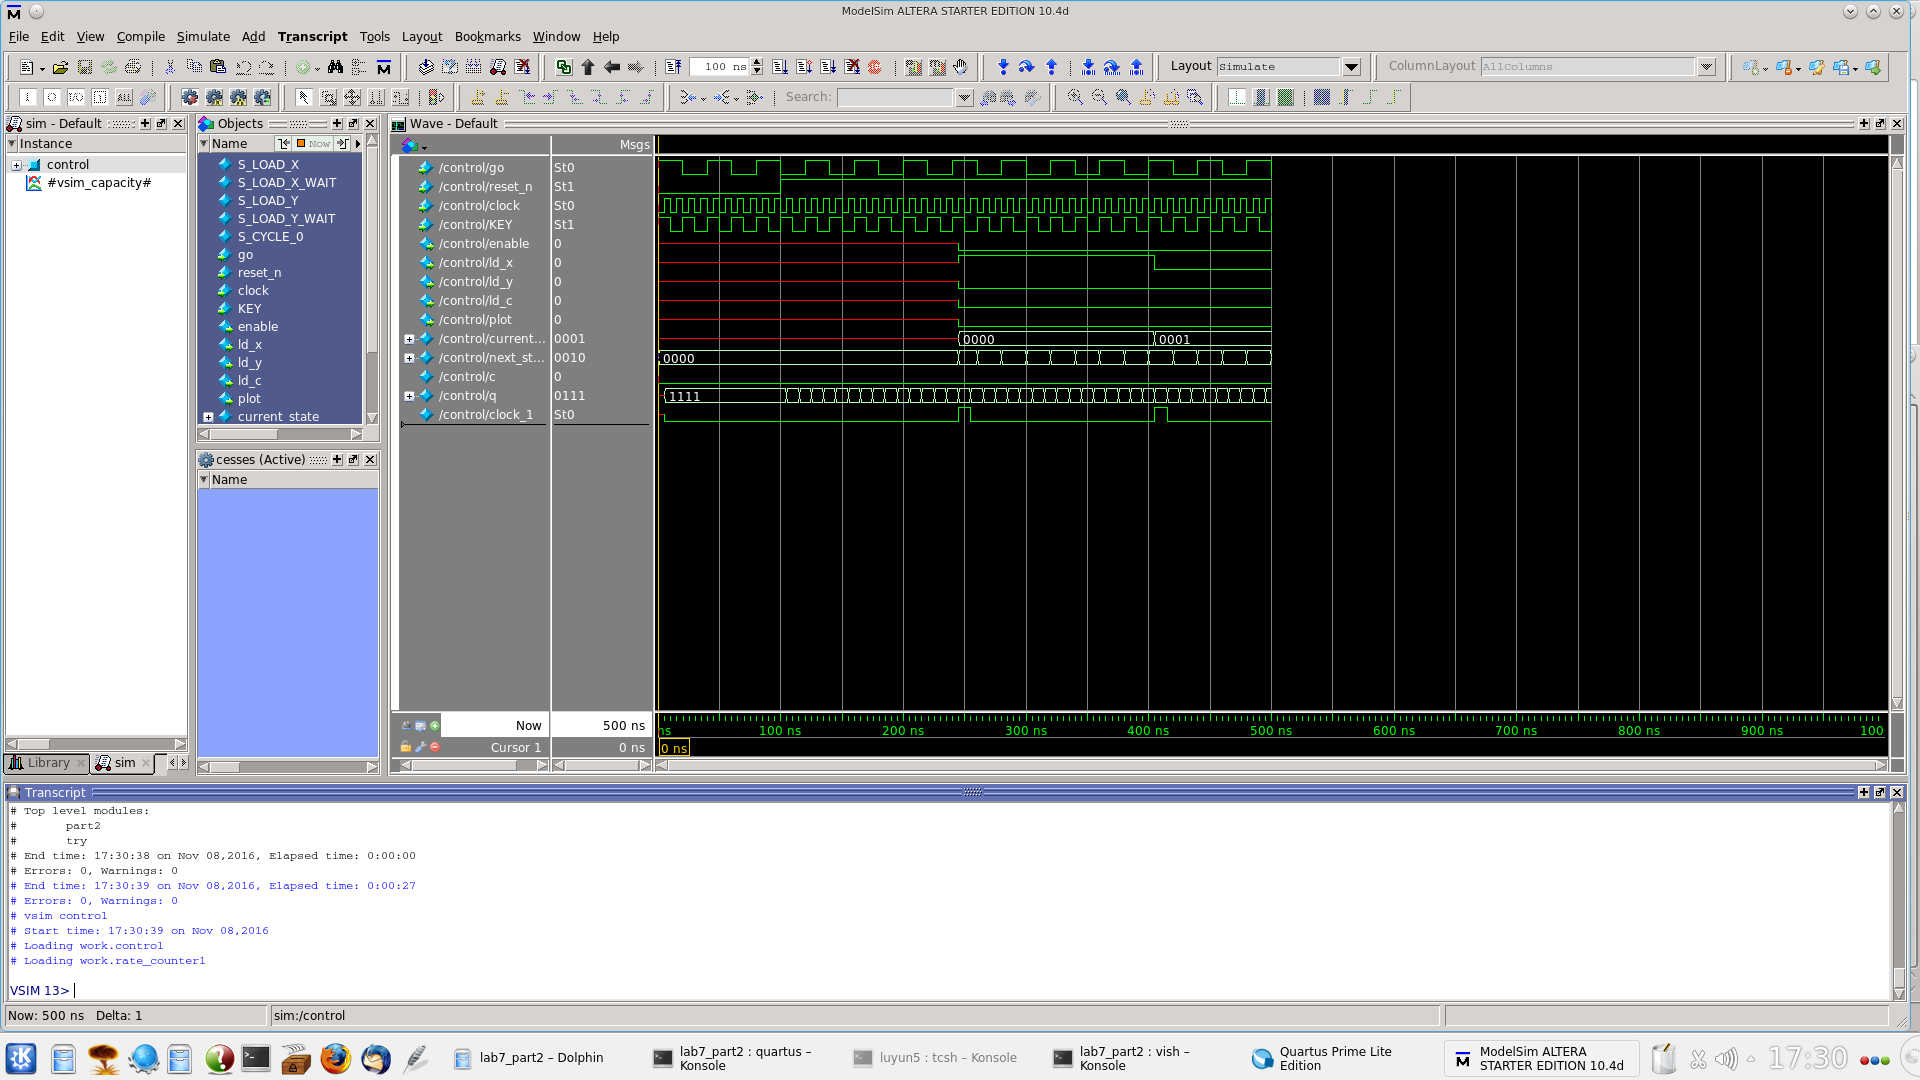 ModelSim ALTERA STARTER EDITION 10.4d
File Edit View Compile Simulate Add Transcript Tools Layout Bookmarks Window Help
100 ns
Layout Simulate
ColumnLayout AllColumns
Search:
sim - Default
Instance
control
#vsim_capacity#
Library
sim
Objects
Name
Now
S_LOAD_X
S_LOAD_X_WAIT
S_LOAD_Y
S_LOAD_Y_WAIT
S_CYCLE_0
go
reset_n
clock
KEY
enable
ld_x
ld_y
ld_c
plot
current_state
cesses (Active)
Name
Wave - Default
Msgs
/control/go St0
/control/reset_n St1
/control/clock St0
/control/KEY St1
/control/enable 0
/control/ld_x 0
/control/ld_y 0
/control/ld_c 0
/control/plot 0
/control/current... 0001 0000 0001
/control/next_st... 0010 0000
/control/c 0
/control/q 0111 1111
/control/clock_1 St0
Now 500 ns
ns 100 ns 200 ns 300 ns 400 ns 500 ns 600 ns 700 ns 800 ns 900 ns 100
Cursor 1 0 ns
0 ns
Transcript
# Top level modules:
# part2
# try
# End time: 17:30:38 on Nov 08,2016, Elapsed time: 0:00:00
# Errors: 0, Warnings: 0
# End time: 17:30:39 on Nov 08,2016, Elapsed time: 0:00:27
# Errors: 0, Warnings: 0
# vsim control
# Start time: 17:30:39 on Nov 08,2016
# Loading work.control
# Loading work.rate_counter1
VSIM 13>
Now: 500 ns Delta: 1
sim:/control
lab7_part2 – Dolphin
lab7_part2 : quartus –
Konsole
luyun5 : tcsh – Konsole
lab7_part2 : vish –
Konsole
Quartus Prime Lite
Edition
ModelSim ALTERA
STARTER EDITION 10.4d
17:30